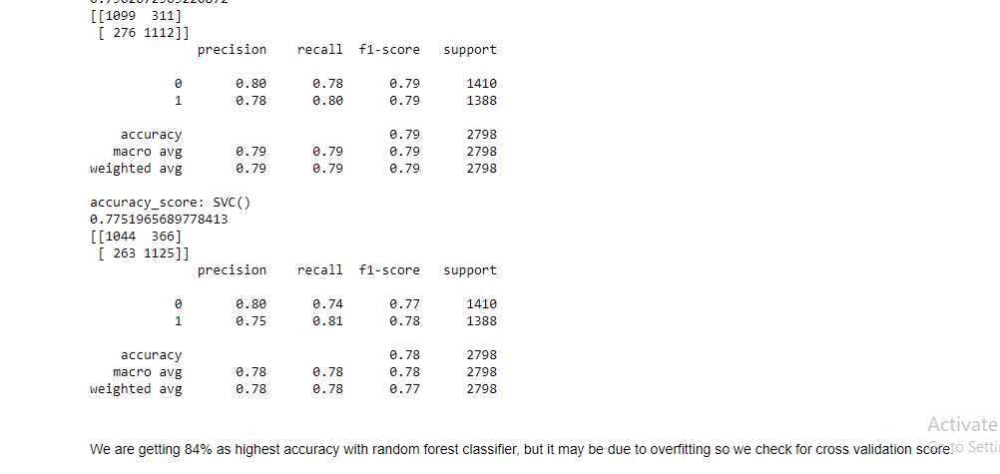 [[1099 311]
[ 276 1112]]
precision recall f1-score support
0 0.80 0.78 0.79 1410
1 0.78 0.80 0.79 1388
accuracy 0.79 2798
macro avg 0.79 0.79 0.79 2798
weighted avg 0.79 0.79 0.79 2798
accuracy_score: SVC()
0.7751965689778413
[[1044 366]
[ 263 1125]]
precision recall f1-score support
0 0.80 0.74 0.77 1410
1 0.75 0.81 0.78 1388
accuracy 0.78 2798
macro avg 0.78 0.78 0.78 2798
weighted avg 0.78 0.78 0.77 2798
Activate
We are getting 84% as highest accuracy with random forest classifier, but it may be due to overfitting so we check for cross validation score.
to Setti